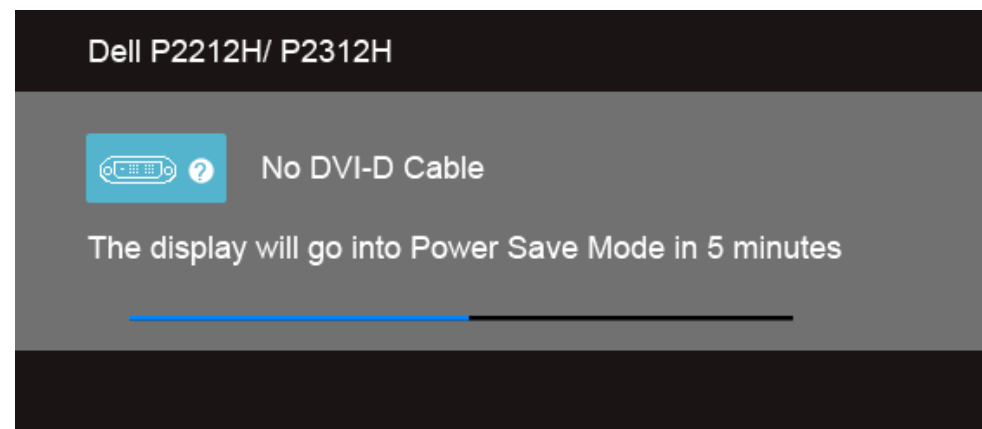 Dell P2212H/ P2312H
No DVI-D Cable
The display will go into Power Save Mode in 5 minutes